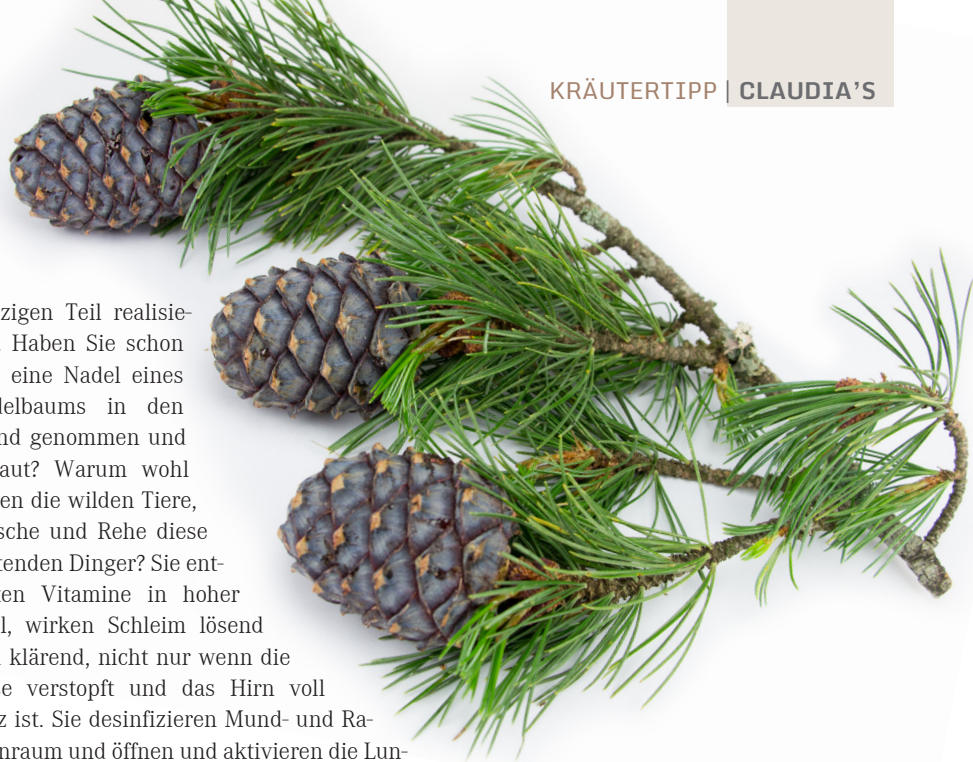 KRÄUTERTIPP | CLAUDIA’S
zigen Teil realisie-
. Haben Sie schon
eine Nadel eines
delbaums in den
nd genommen und
aut? Warum wohl
en die wilden Tiere,
sche und Rehe diese
tenden Dinger? Sie ent-
ten Vitamine in hoher
l, wirken Schleim lösend
klärend, nicht nur wenn die
se verstopft und das Hirn voll
z ist. Sie desinfizieren Mund- und Ra-
nraum und öffnen und aktivieren die Lun-